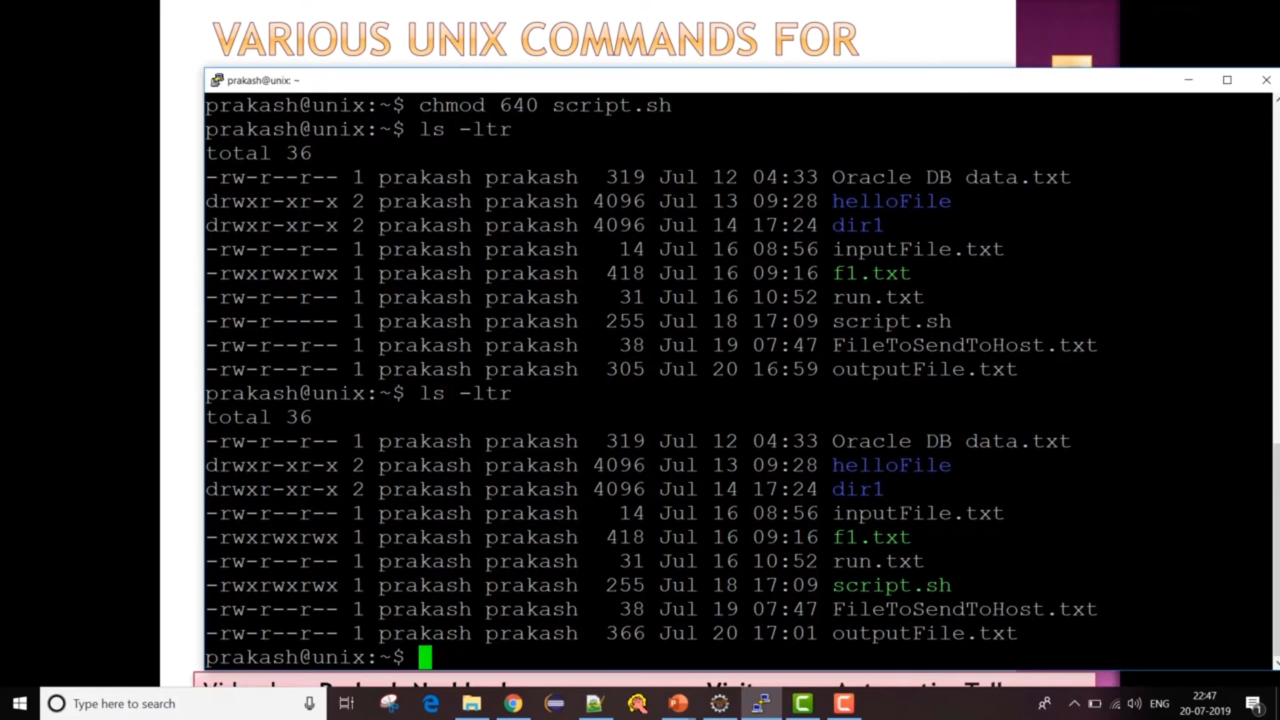 VARIOUS UNIX COMMANDS FOR
prakash@unix: ~
prakash@unix:~$ chmod 640 script.sh
prakash@unix:~$ ls -ltr
total 36
-rw-r--r-- 1 prakash prakash 319 Jul 12 04:33 Oracle DB data.txt
drwxr-xr-x 2 prakash prakash 4096 Jul 13 09:28 helloFile
drwxr-xr-x 2 prakash prakash 4096 Jul 14 17:24 dir1
-rw-r--r-- 1 prakash prakash 14 Jul 16 08:56 inputFile.txt
-rwxrwxrwx 1 prakash prakash 418 Jul 16 09:16 f1.txt
-rw-r--r-- 1 prakash prakash 31 Jul 16 10:52 run.txt
-rw-r----- 1 prakash prakash 255 Jul 18 17:09 script.sh
-rw-r--r-- 1 prakash prakash 38 Jul 19 07:47 FileToSendToHost.txt
-rw-r--r-- 1 prakash prakash 305 Jul 20 16:59 outputFile.txt
prakash@unix:~$ ls -ltr
total 36
-rw-r--r-- 1 prakash prakash 319 Jul 12 04:33 Oracle DB data.txt
drwxr-xr-x 2 prakash prakash 4096 Jul 13 09:28 helloFile
drwxr-xr-x 2 prakash prakash 4096 Jul 14 17:24 dir1
-rw-r--r-- 1 prakash prakash 14 Jul 16 08:56 inputFile.txt
-rwxrwxrwx 1 prakash prakash 418 Jul 16 09:16 f1.txt
-rw-r--r-- 1 prakash prakash 31 Jul 16 10:52 run.txt
-rwxrwxrwx 1 prakash prakash 255 Jul 18 17:09 script.sh
-rw-r--r-- 1 prakash prakash 38 Jul 19 07:47 FileToSendToHost.txt
-rw-r--r-- 1 prakash prakash 366 Jul 20 17:01 outputFile.txt
prakash@unix:~$
Type here to search
ENG
22:47
20-07-2019